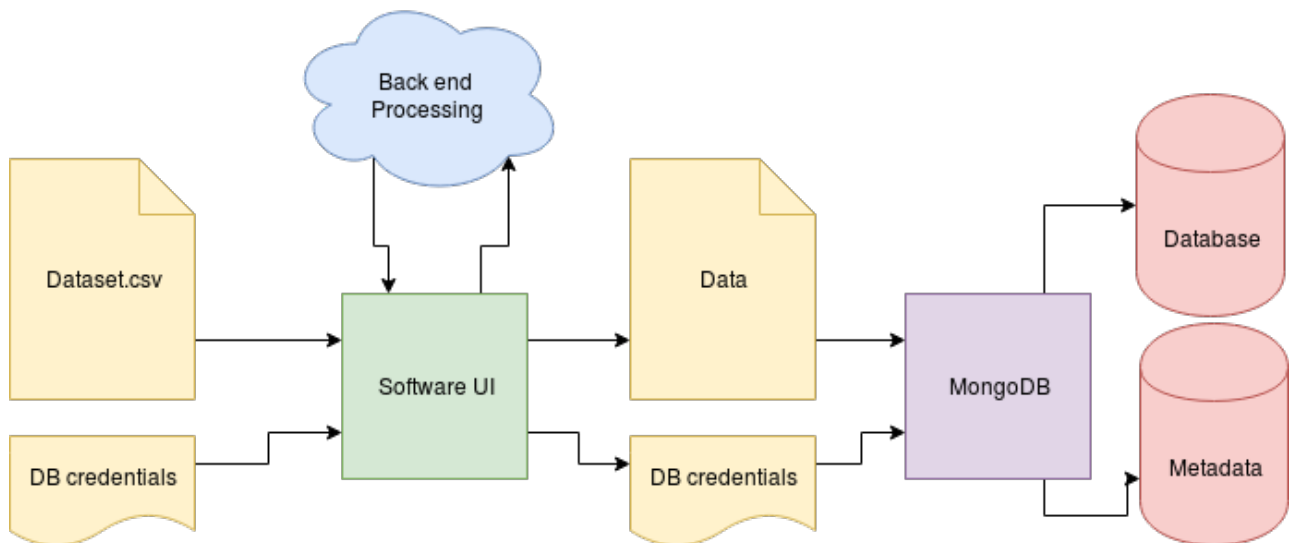 Back end
Processing
Dataset.csv
Data
Database
Software UI
MongoDB
DB credentials
DB credentials
Metadata